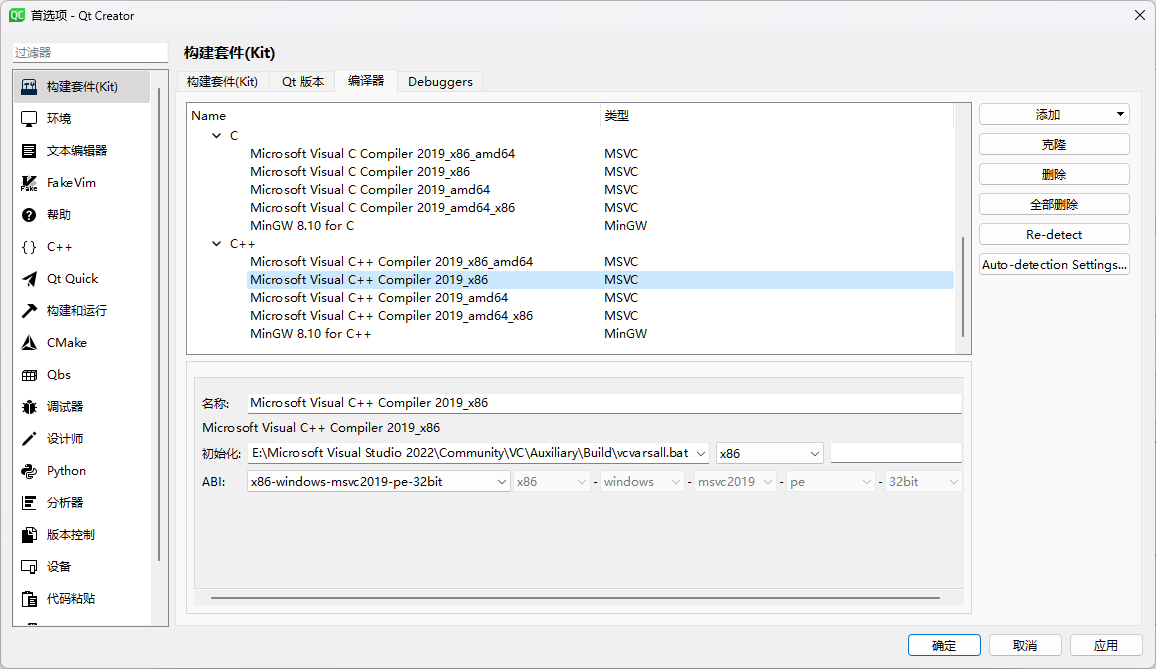 首选项 - Qt Creator
过滤器
构建套件(Kit)
环境
文本编辑器
FakeVim
帮助
C++
Qt Quick
构建和运行
CMake
Qbs
调试器
设计师
Python
分析器
版本控制
设备
代码粘贴
构建套件(Kit)
构建套件(Kit) Qt 版本 编译器 Debuggers
Name 类型
C
Microsoft Visual C Compiler 2019_x86_amd64 MSVC
Microsoft Visual C Compiler 2019_x86 MSVC
Microsoft Visual C Compiler 2019_amd64 MSVC
Microsoft Visual C Compiler 2019_amd64_x86 MSVC
MinGW 8.10 for C MinGW
C++
Microsoft Visual C++ Compiler 2019_x86_amd64 MSVC
Microsoft Visual C++ Compiler 2019_x86 MSVC
Microsoft Visual C++ Compiler 2019_amd64 MSVC
Microsoft Visual C++ Compiler 2019_amd64_x86 MSVC
MinGW 8.10 for C++ MinGW
添加
克隆
删除
全部删除
Re-detect
Auto-detection Settings...
名称: Microsoft Visual C++ Compiler 2019_x86
Microsoft Visual C++ Compiler 2019_x86
初始化: E:\Microsoft Visual Studio 2022\Community\VC\Auxiliary\Build\vcvarsall.bat x86
ABI: x86-windows-msvc2019-pe-32bit x86 - windows - msvc2019 - pe - 32bit
确定 取消 应用